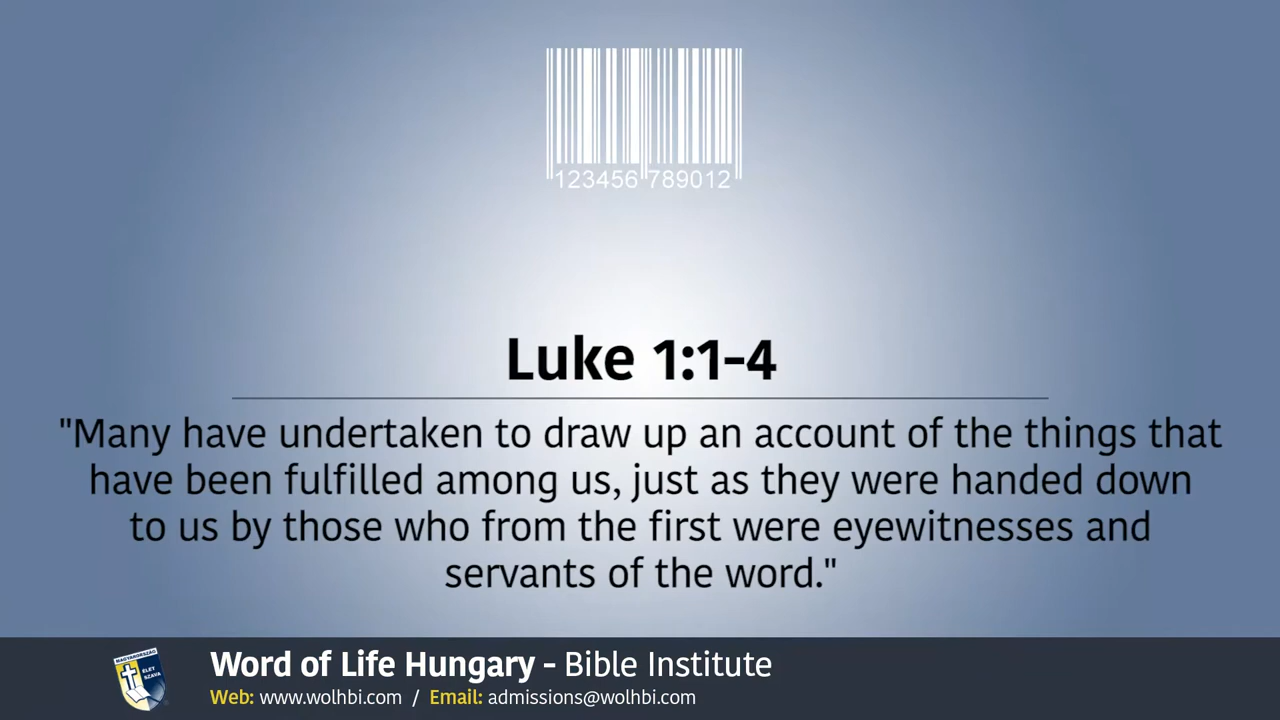 123456 789012
Luke 1:1-4
"Many have undertaken to draw up an account of the things that
have been fulfilled among us, just as they were handed down
to us by those who from the first were eyewitnesses and
servants of the word."
MAGYARORSZÁG
ÉLET
SZAVA
Word of Life Hungary - Bible Institute
Web: www.wolhbi.com / Email: admissions@wolhbi.com